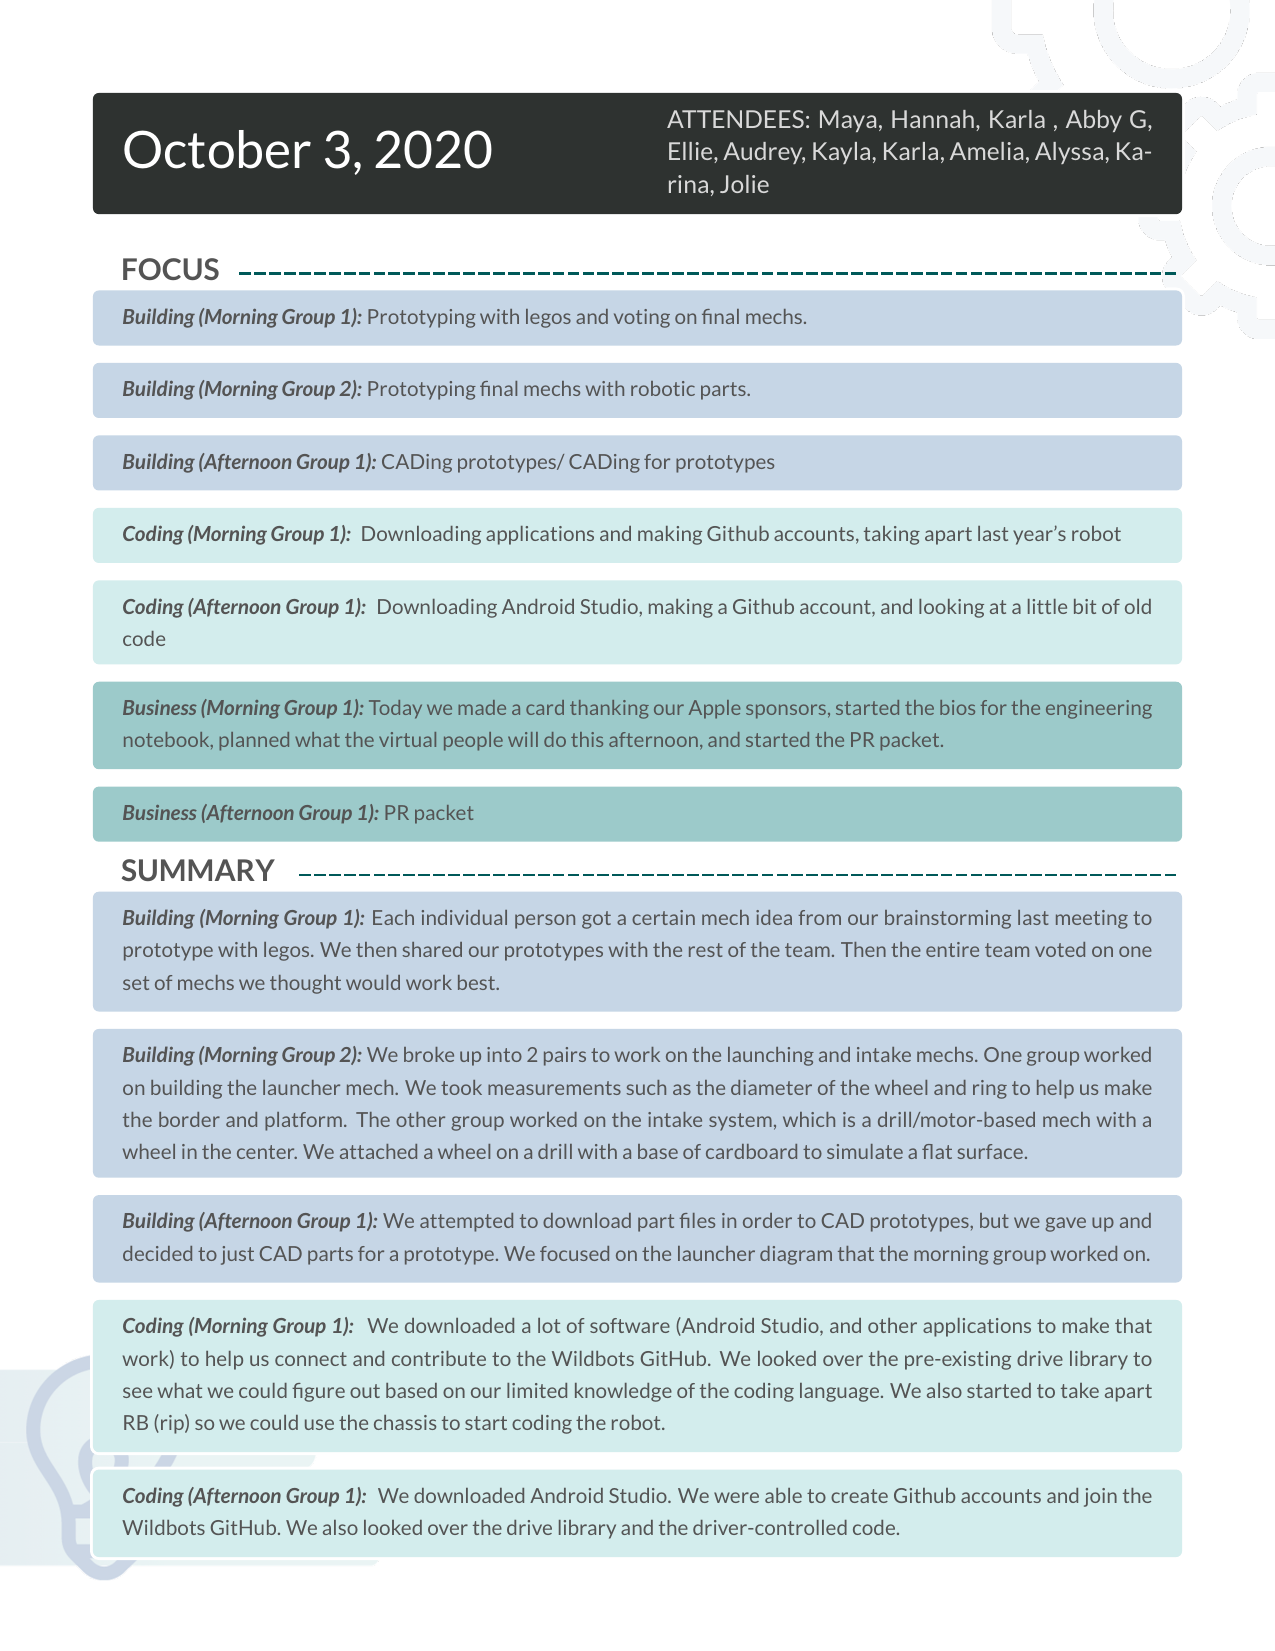 October 3, 2020
ATTENDEES: Maya, Hannah, Karla , Abby G,
Ellie, Audrey, Kayla, Karla, Amelia, Alyssa, Ka-
rina, Jolie
FOCUS
Building (Morning Group 1): Prototyping with legos and voting on final mechs.
Building (Morning Group 2): Prototyping final mechs with robotic parts.
Building (Afternoon Group 1): CADing prototypes/ CADing for prototypes
Coding (Morning Group 1): Downloading applications and making Github accounts, taking apart last year’s robot
Coding (Afternoon Group 1): Downloading Android Studio, making a Github account, and looking at a little bit of old
code
Business (Morning Group 1): Today we made a card thanking our Apple sponsors, started the bios for the engineering
notebook, planned what the virtual people will do this afternoon, and started the PR packet.
Business (Afternoon Group 1): PR packet
SUMMARY
Building (Morning Group 1): Each individual person got a certain mech idea from our brainstorming last meeting to
prototype with legos. We then shared our prototypes with the rest of the team. Then the entire team voted on one
set of mechs we thought would work best.
Building (Morning Group 2): We broke up into 2 pairs to work on the launching and intake mechs. One group worked
on building the launcher mech. We took measurements such as the diameter of the wheel and ring to help us make
the border and platform. The other group worked on the intake system, which is a drill/motor-based mech with a
wheel in the center. We attached a wheel on a drill with a base of cardboard to simulate a flat surface.
Building (Afternoon Group 1): We attempted to download part files in order to CAD prototypes, but we gave up and
decided to just CAD parts for a prototype. We focused on the launcher diagram that the morning group worked on.
Coding (Morning Group 1): We downloaded a lot of software (Android Studio, and other applications to make that
work) to help us connect and contribute to the Wildbots GitHub. We looked over the pre-existing drive library to
see what we could figure out based on our limited knowledge of the coding language. We also started to take apart
RB (rip) so we could use the chassis to start coding the robot.
Coding (Afternoon Group 1): We downloaded Android Studio. We were able to create Github accounts and join the
Wildbots GitHub. We also looked over the drive library and the driver-controlled code.